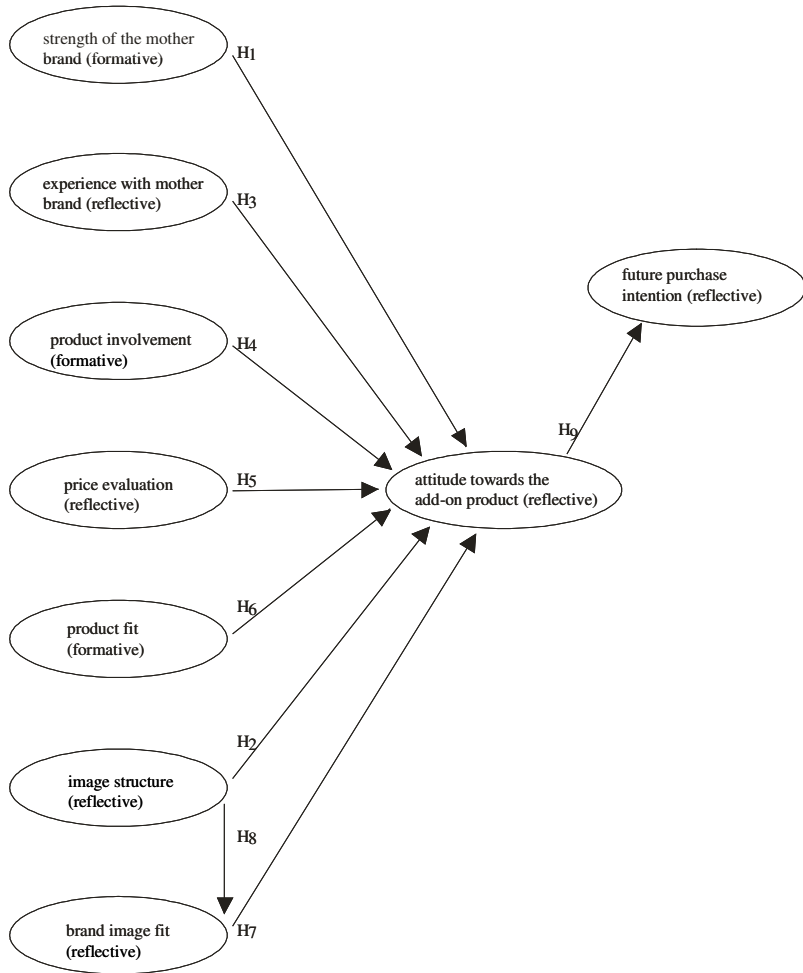 strength of the mother
brand (formative)
H1
experience with mother
brand (reflective)
H3
future purchase
intention (reflective)
product involvement
(formative)
H4
H9
price evaluation
(reflective)
H5
attitude towards the
add-on product (reflective)
product fit
(formative)
H6
H2
image structure
(reflective)
H8
brand image fit
(reflective)
H7